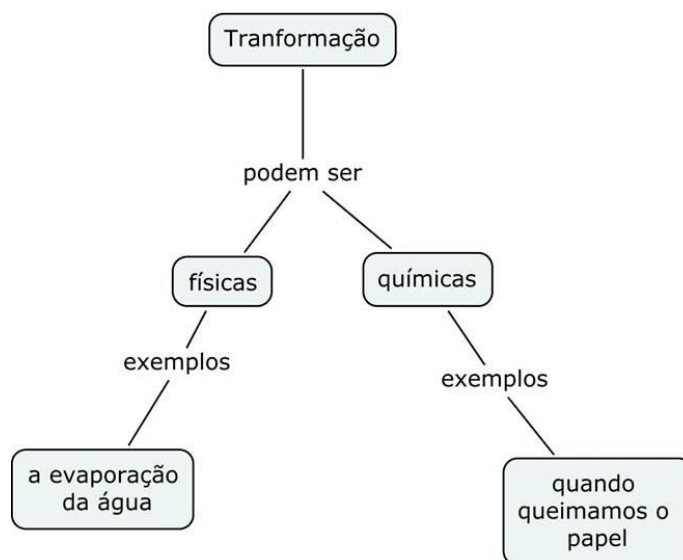 Tranformação
podem ser
físicas
químicas
exemplos
exemplos
a evaporação
da água
quando
queimamos o
papel